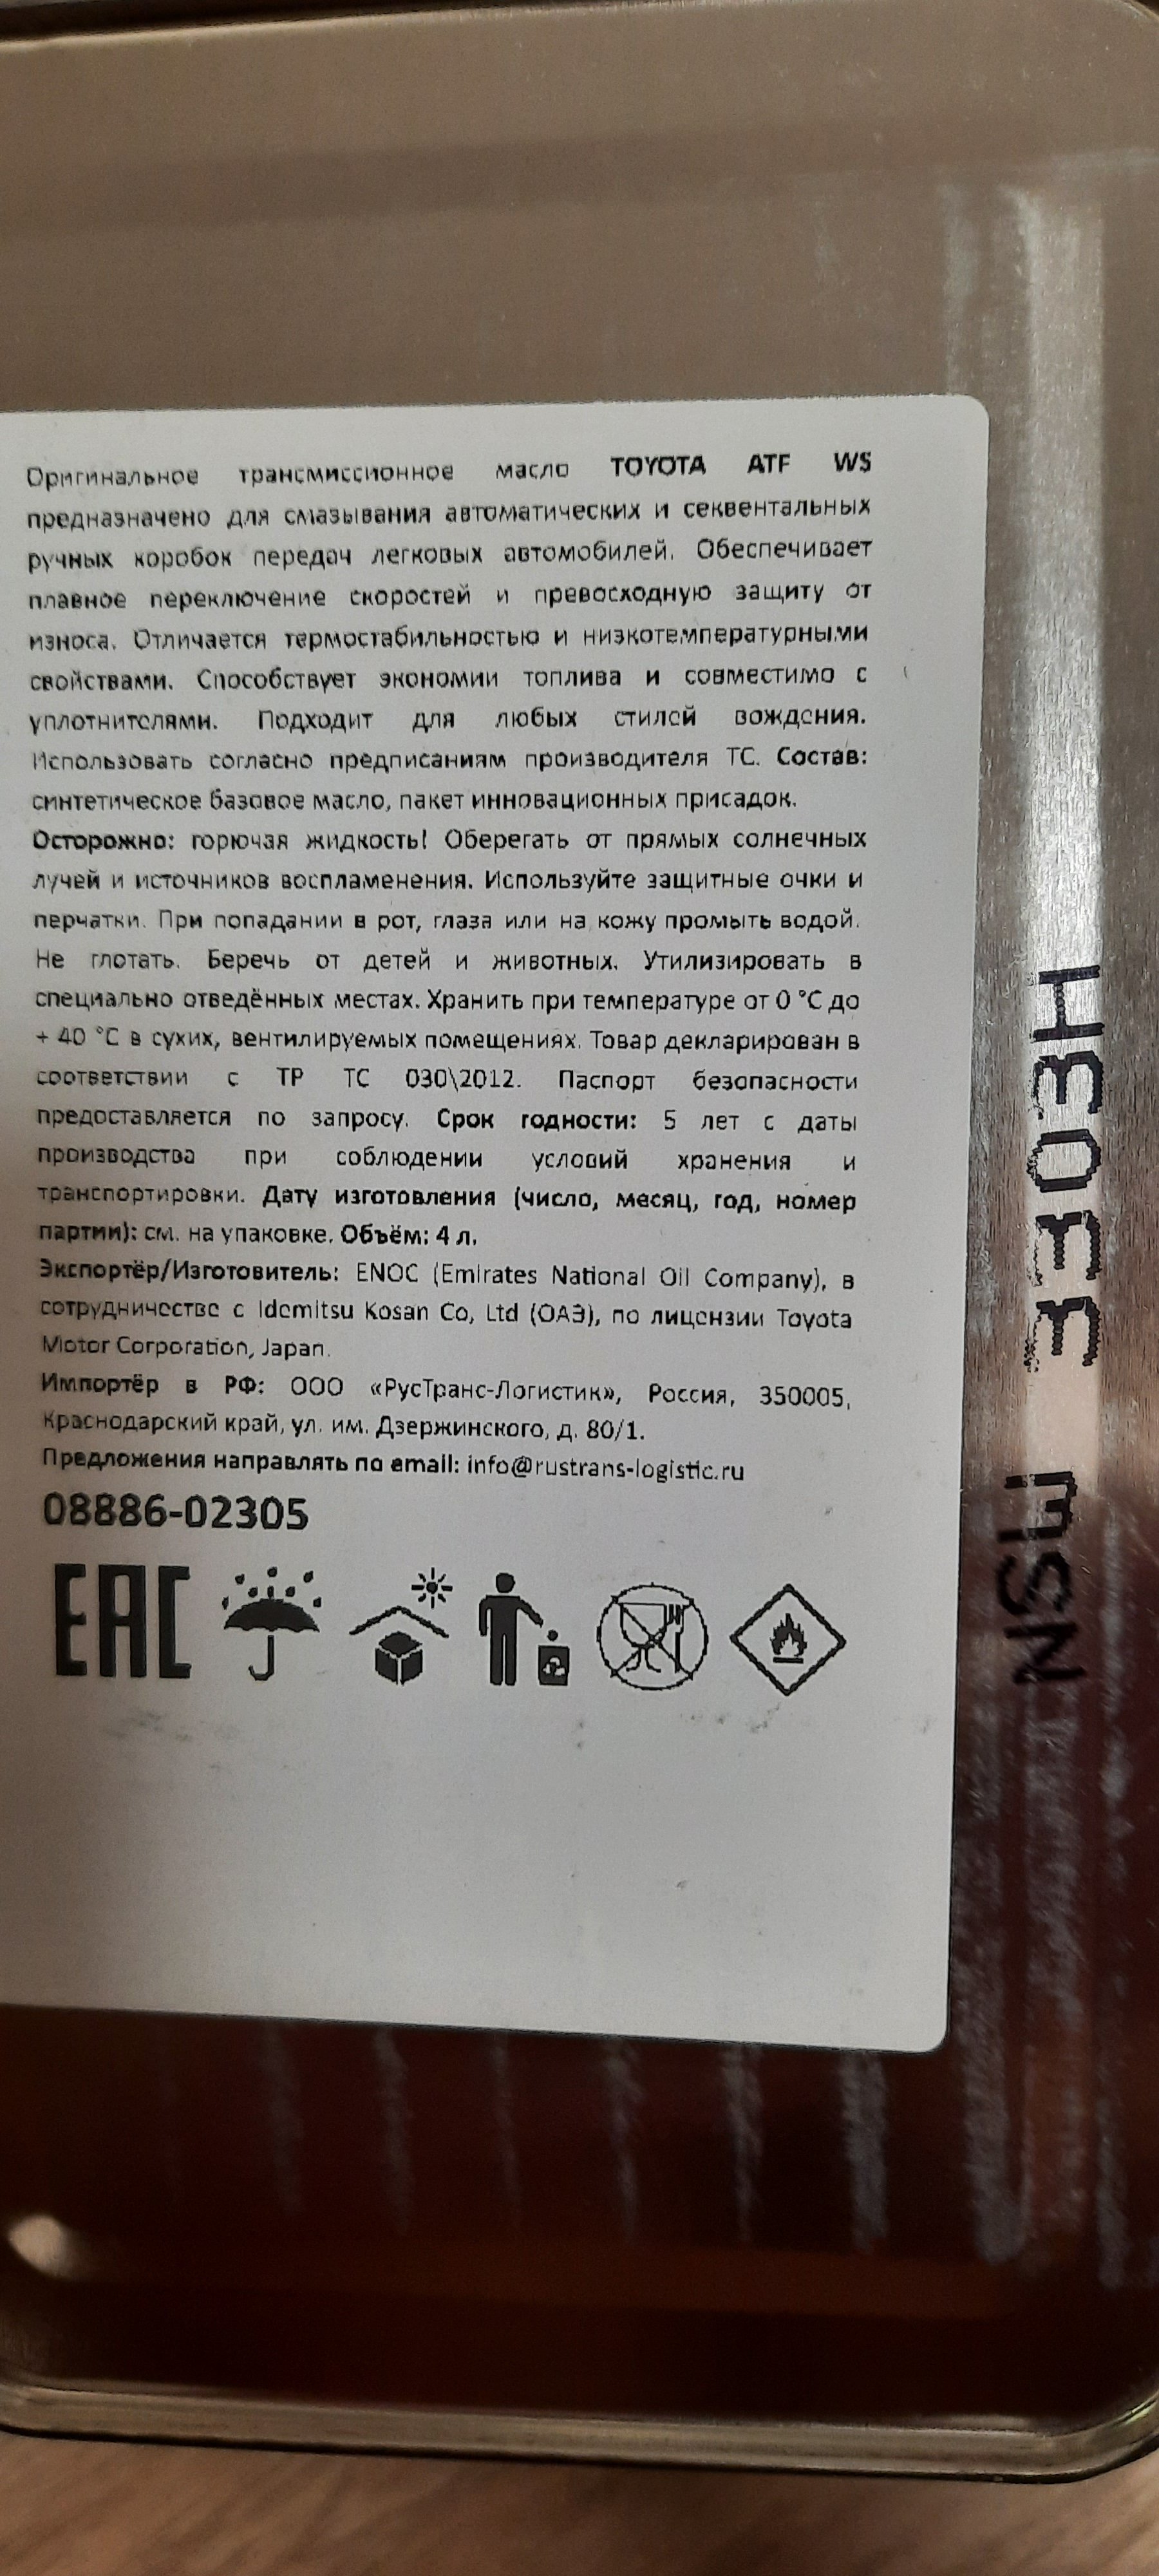 Оригинальное трансмиссионное масло TOYOTA ATF WS
предназначено для смазывания автоматических и секвентальных
ручных коробок передач легковых автомобилей. Обеспечивает
плавное переключение скоростей и превосходную защиту от
износа. Отличается термостабильностью и низкотемпературными
свойствами. Способствует экономии топлива и совместимо с
уплотнителями. Подходит для любых стилей вождения.
Использовать согласно предписаниям производителя ТС. Состав:
синтетическое базовое масло, пакет инновационных присадок.
Осторожно: горючая жидкость! Оберегать от прямых солнечных
лучей и источников воспламенения. Используйте защитные очки и
перчатки. При попадании в рот, глаза или на кожу промыть водой.
Не глотать. Беречь от детей и животных. Утилизировать в
специально отведённых местах. Хранить при температуре от 0 °C до
+ 40 °C в сухих, вентилируемых помещениях. Товар декларирован в
соответствии с ТР ТС 030\2012. Паспорт безопасности
предоставляется по запросу. Срок годности: 5 лет с даты
производства при соблюдении условий хранения и
транспортировки. Дату изготовления (число, месяц, год, номер
партии): см. на упаковке. Объём: 4 л.
Экспортёр/Изготовитель: ENOC (Emirates National Oil Company), в
сотрудничестве с Idemitsu Kosan Co, Ltd (ОАЭ), по лицензии Toyota
Motor Corporation, Japan.
Импортёр в РФ: ООО «РусТранс-Логистик», Россия, 350005,
Краснодарский край, ул. им. Дзержинского, д. 80/1.
Предложения направлять по email: info@rustrans-logistic.ru
08886-02305
EAC